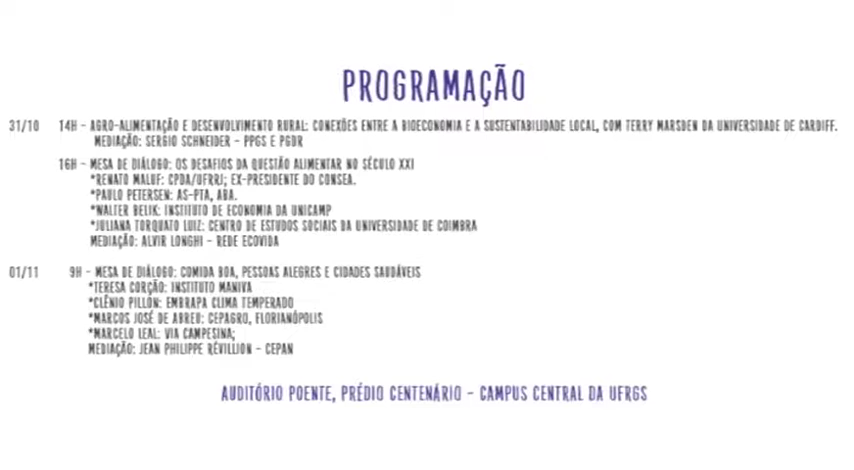 PROGRAMAÇÃO
31/10 14H - AGRO-ALIMENTAÇÃO E DESENVOLVIMENTO RURAL: CONEXÕES ENTRE A BIOECONOMIA E A SUSTENTABILIDADE LOCAL, COM TERRY MARSDEN DA UNIVERSIDADE DE CARDIFF.
MEDIAÇÃO: SERGIO SCHNEIDER - PPGS E PGDR
16H - MESA DE DIÁLOGO: OS DESAFIOS DA QUESTÃO ALIMENTAR NO SÉCULO XXI
*RENATO MALUF: CPDA/UFRRJ; EX-PRESIDENTE DO CONSEA.
*PAULO PETERSEN: AS-PTA, ABA.
*WALTER BELIK: INSTITUTO DE ECONOMIA DA UNICAMP
*JULIANA TORQUATO LUIZ: CENTRO DE ESTUDOS SOCIAIS DA UNIVERSIDADE DE COIMBRA
MEDIAÇÃO: ALVIR LONGHI - REDE ECOVIDA
01/11 9H - MESA DE DIÁLOGO: COMIDA BOA, PESSOAS ALEGRES E CIDADES SAUDÁVEIS
*TERESA CORÇÃO: INSTITUTO MANIVA
*CLÊNIO PILLON: EMBRAPA CLIMA TEMPERADO
*MARCOS JOSÉ DE ABREU: CEPAGRO, FLORIANÓPOLIS
*MARCELO LEAL: VIA CAMPESINA;
MEDIAÇÃO: JEAN PHILIPPE RÉVILLION - CEPAN
AUDITÓRIO POENTE, PRÉDIO CENTENÁRIO - CAMPUS CENTRAL DA UFRGS